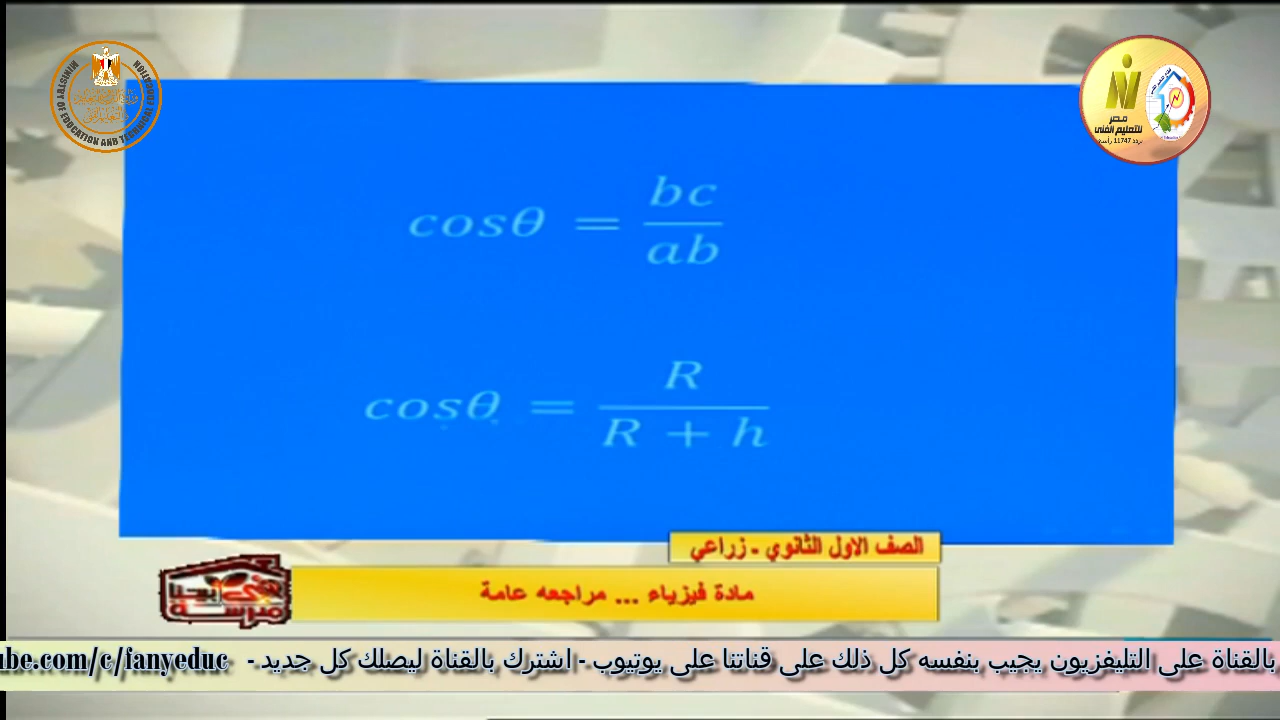 MINISTRY OF EDUCATION AND TECHNICAL EDUCATION
مصر
للتعليم الفنى
cosθ = bc / ab
cosθ = R / R + h
الصف الاول الثانوي - زراعي
مادة فيزياء ... مراجعه عامة
مدرسة
بالقناة على التليفزيون يجيب بنفسه كل ذلك على قناتنا على يوتيوب - اشترك بالقناة ليصلك كل جديد - ube.com/c/fanyeduc